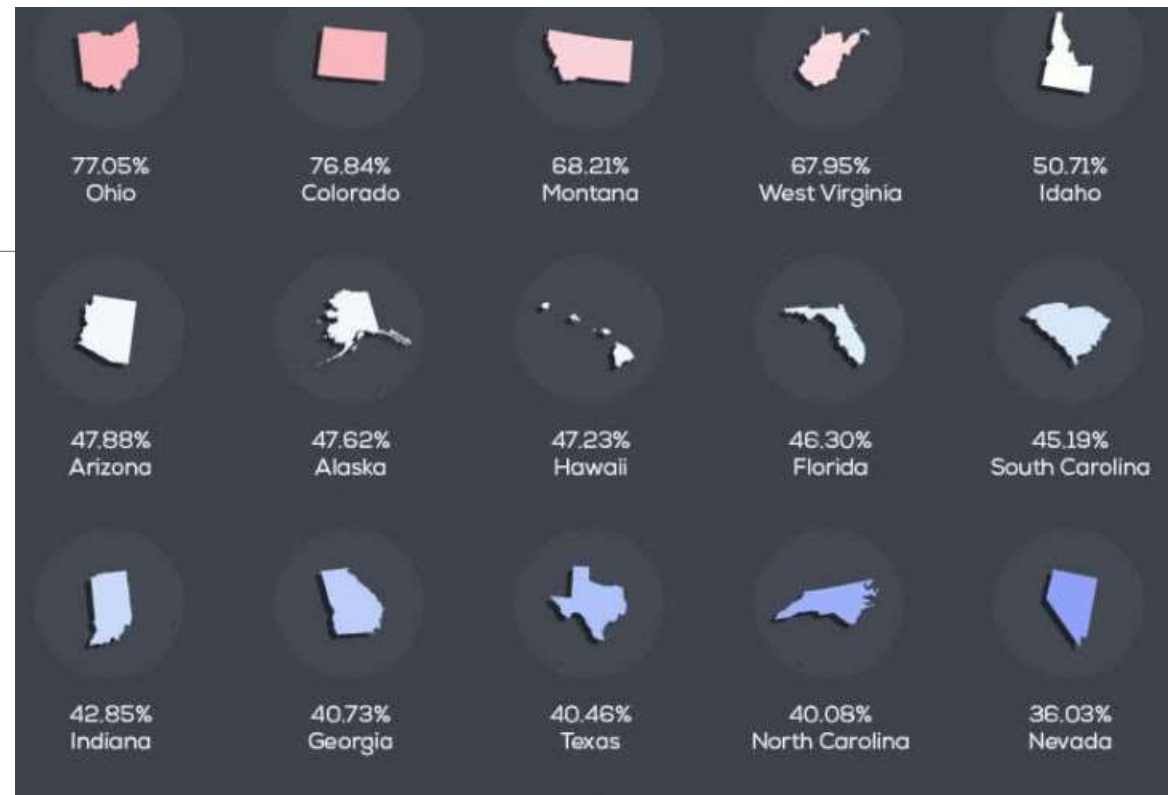 77.05%
Ohio
76.84%
Colorado
68.21%
Montana
67.95%
West Virginia
50.71%
Idaho
47.88%
Arizona
47.62%
Alaska
47.23%
Hawaii
46.30%
Florida
45.19%
South Carolina
42.85%
Indiana
40.73%
Georgia
40.46%
Texas
40.08%
North Carolina
36.03%
Nevada